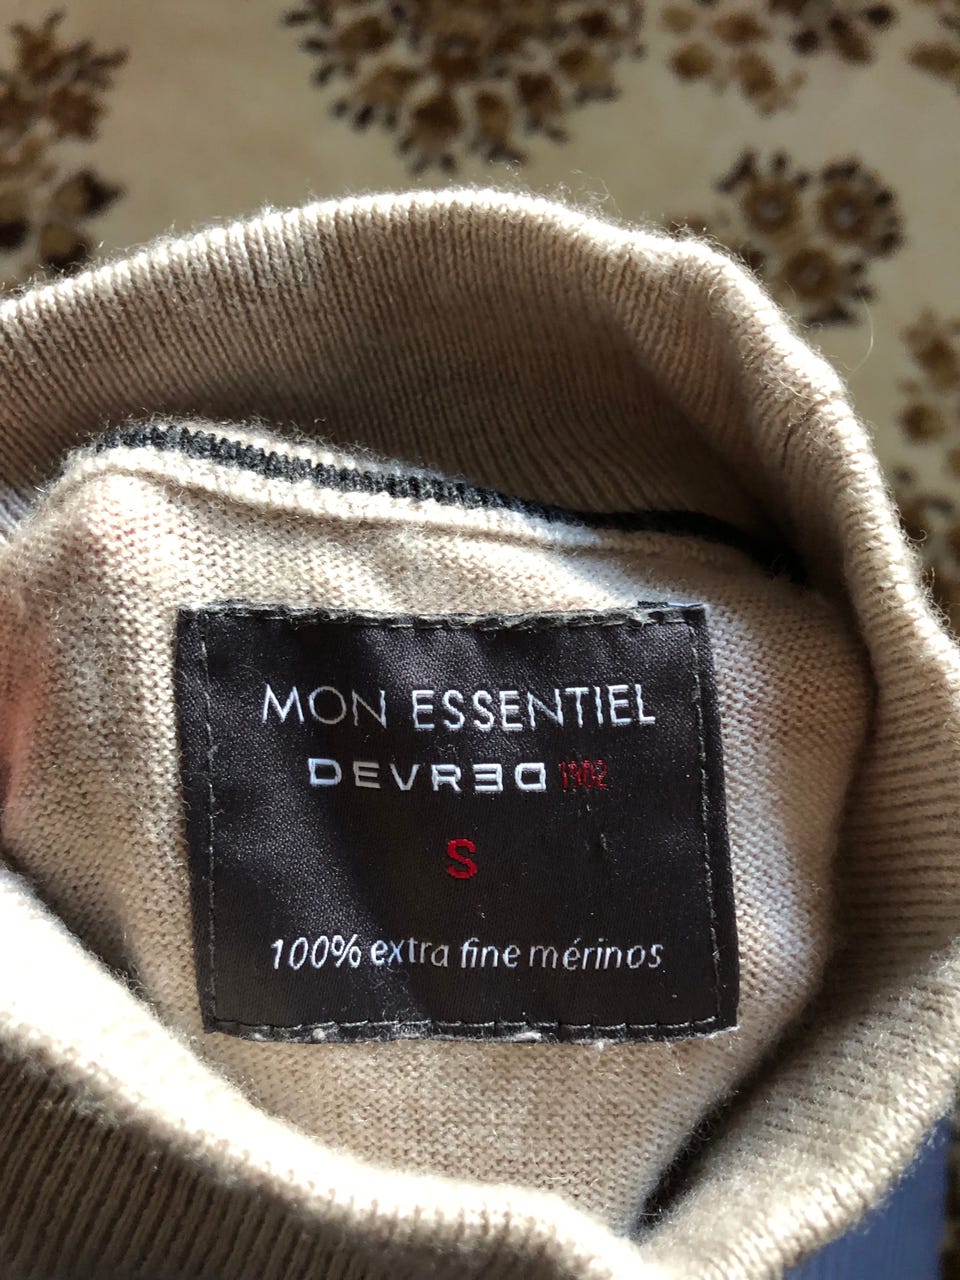 MON ESSENTIEL
DEVRED 1902
S
100% extra fine mérinos